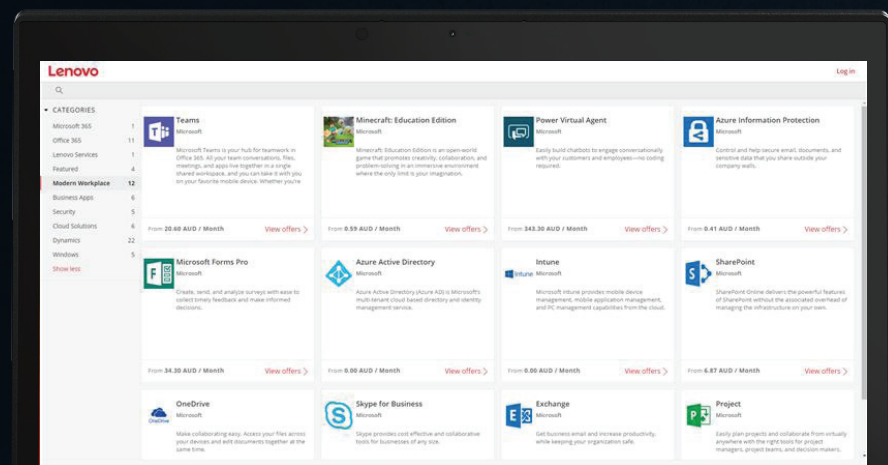 Lenovo
Log in
CATEGORIES
Microsoft 365 1
Office 365 11
Lenovo Services 1
Featured 4
Modern Workplace 12
Business Apps 6
Security 5
Cloud Solutions 6
Dynamics 22
Windows 5
Show less
Teams
Microsoft
Microsoft Teams is your hub for teamwork in
Office 365. All your team conversations, files,
meetings, and apps live together in a single
shared workspace, and you can take it with you
on your favorite mobile device. Whether you're
From 20.60 AUD / Month
View offers
Minecraft: Education Edition
Microsoft
Minecraft: Education Edition is an open-world
game that promotes creativity, collaboration, and
problem-solving in an immersive environment
where the only limit is your imagination.
From 0.59 AUD / Month
View offers
Power Virtual Agent
Microsoft
Easily build chatbots to engage conversationally
with your customers and employees—no coding
required.
From 343.30 AUD / Month
View offers
Azure Information Protection
Microsoft
Control and help secure email, documents, and
sensitive data that you share outside your
company walls.
From 0.41 AUD / Month
View offers
Microsoft Forms Pro
Microsoft
Create, send, and analyze surveys with ease to
collect timely feedback and make informed
decisions.
From 34.30 AUD / Month
View offers
Azure Active Directory
Microsoft
Azure Active Directory (Azure AD) is Microsoft's
multi-tenant cloud based directory and identity
management service.
From 0.00 AUD / Month
View offers
Intune
Intune
Microsoft
Microsoft Intune provides mobile device
management, mobile application management,
and PC management capabilities from the cloud.
From 0.00 AUD / Month
View offers
SharePoint
Microsoft
SharePoint Online delivers the powerful features
of SharePoint without the associated overhead of
managing the infrastructure on your own.
From 6.87 AUD / Month
View offers
OneDrive
OneDrive
Microsoft
Make collaborating easy. Access your files across
your devices and edit documents together at the
same time.
Skype for Business
Microsoft
Skype provides cost effective and collaborative
tools for businesses of any size.
Exchange
Microsoft
Get business email and increase productivity,
while keeping your organization safe.
Project
Microsoft
Easily plan projects and collaborate from virtually
anywhere with the right tools for project
managers, project teams, and decision makers.